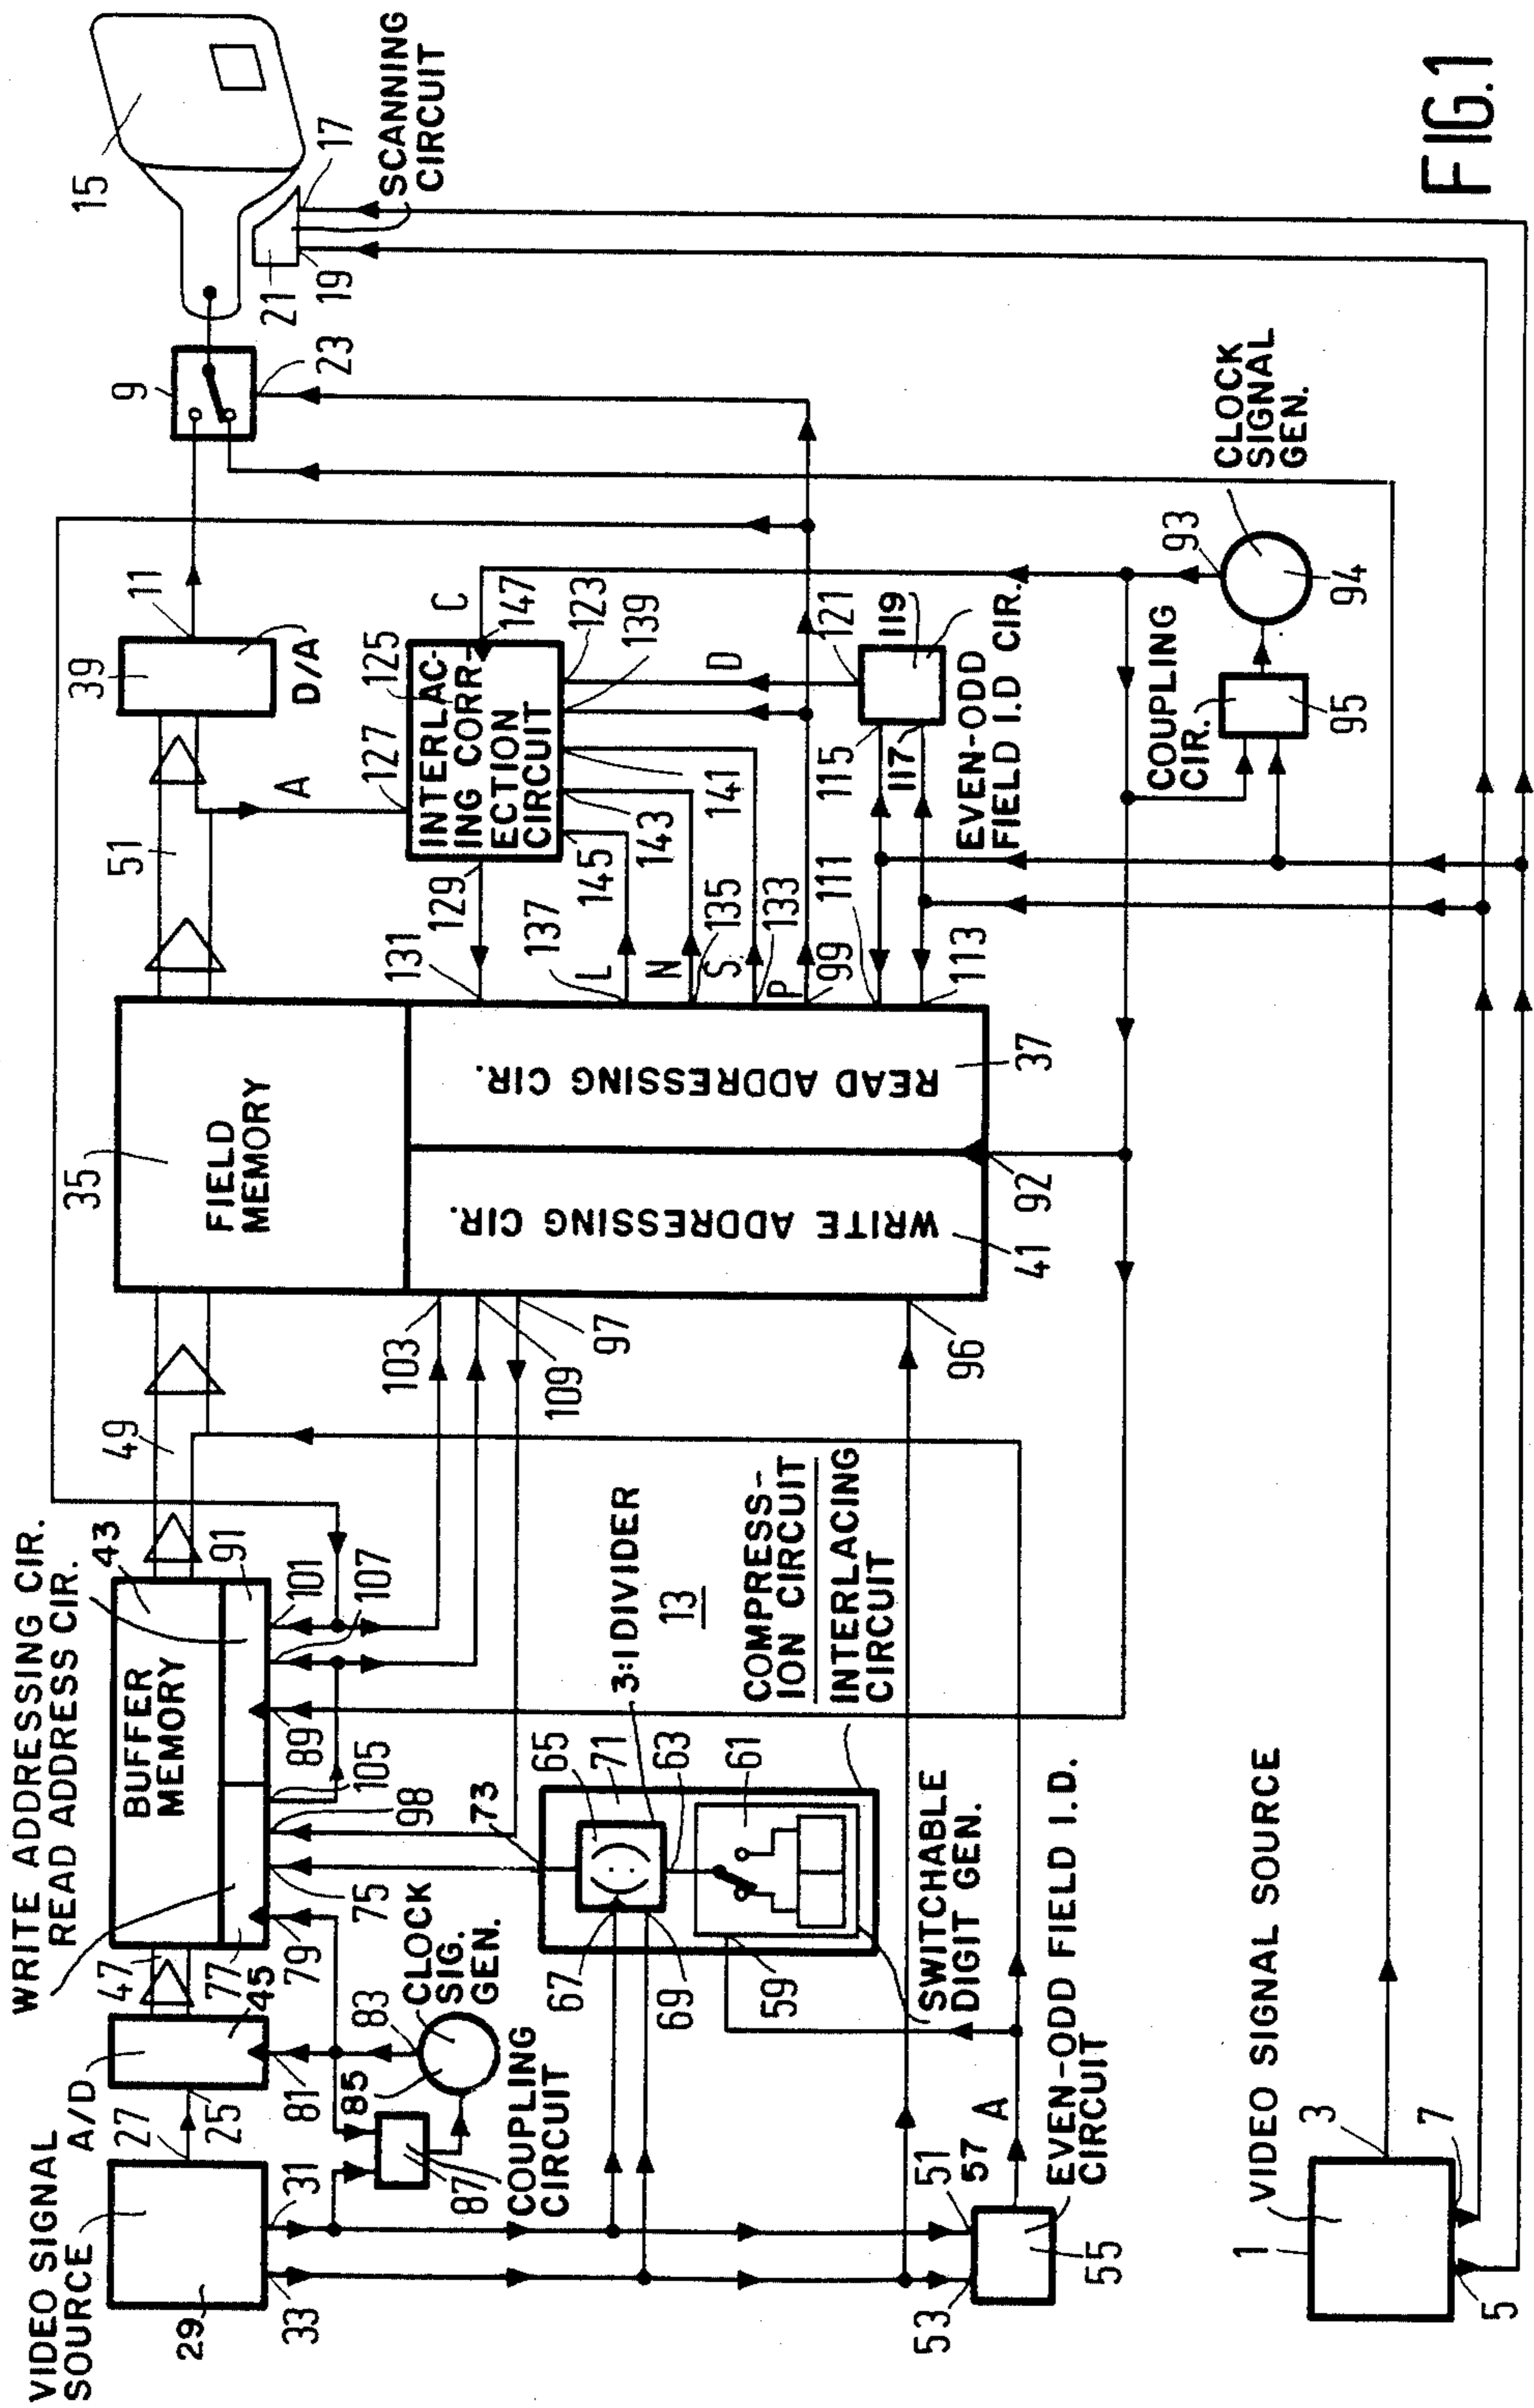 VIDEO SIGNAL
SOURCE
29
33
31
27
25
A/D
45
81
83
85
87
COUPLING
CIRCUIT
CLOCK
SIG.
GEN.
WRITE ADDRESSING CIR.
READ ADDRESS CIR.
47
77
79
75
98
105
89
107
101
91
43
BUFFER
MEMORY
73
65
71
3:1 DIVIDER
63
61
67
(:)
69
59
13
COMPRESS-
ION CIRCUIT
INTERLACING
CIRCUIT
SWITCHABLE
DIGIT GEN.
53
51
57
A
55
EVEN-ODD FIELD I.D.
CIRCUIT
49
103
109
97
96
35
FIELD
MEMORY
WRITE ADDRESSING CIR.
41
92
READ ADDRESSING CIR.
37
51
A
39
D/A
11
131
129
127
125
INTERLAC-
ING CORR-
ECTION
CIRCUIT
C
147
123
139
141
143
145
137
L
N
135
S
133
P
99
111
113
D
121
119
115
117
EVEN-ODD
FIELD I.D CIR.
COUPLING
CIR.
95
93
94
CLOCK
SIGNAL
GEN.
9
23
15
17
SCANNING
CIRCUIT
19
21
VIDEO SIGNAL SOURCE
1
3
5
7
FIG.1